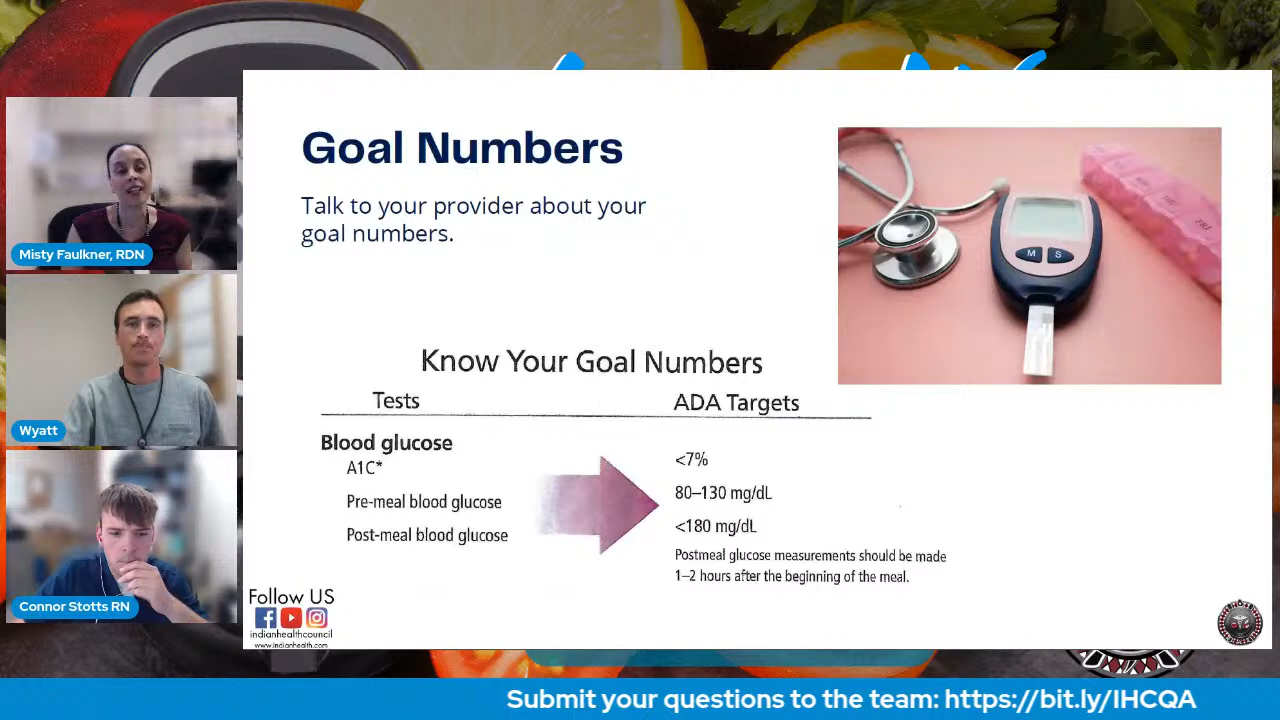 Goal Numbers
Talk to your provider about your
goal numbers.
M S
Know Your Goal Numbers
Tests ADA Targets
Blood glucose
A1C* <7%
Pre-meal blood glucose 80–130 mg/dL
Post-meal blood glucose <180 mg/dL
Postmeal glucose measurements should be made
1–2 hours after the beginning of the meal.
Misty Faulkner, RDN
Wyatt
Connor Stotts RN
Follow US
indianhealthcouncil
www.indianhealth.com
Submit your questions to the team: https://bit.ly/IHCQA